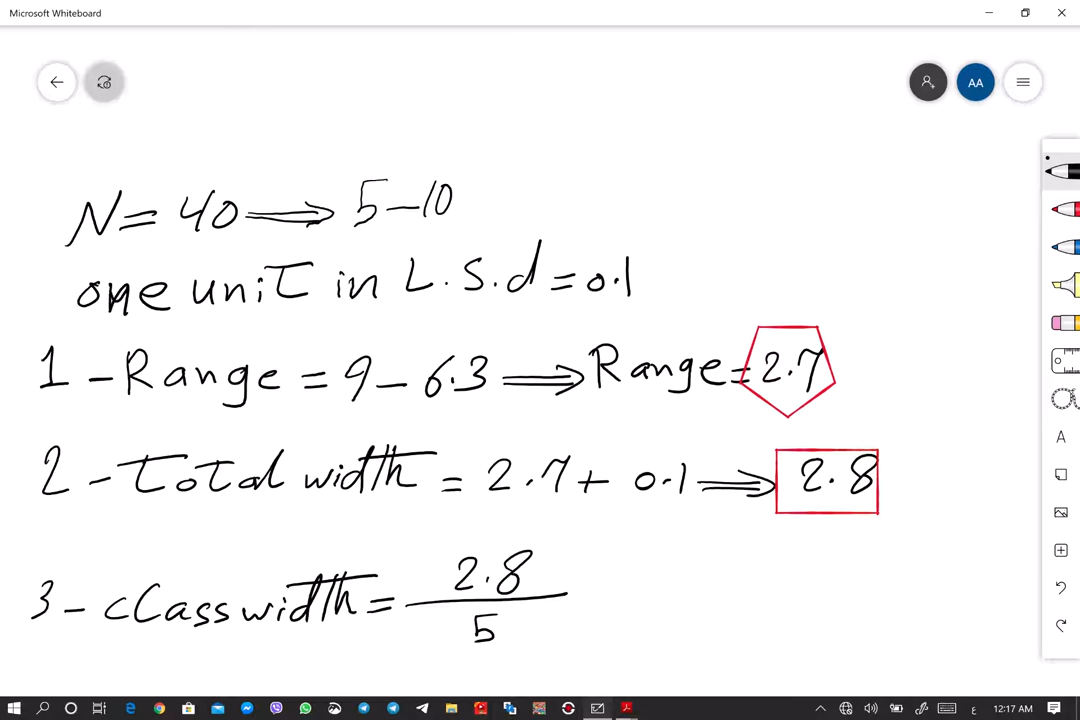 Microsoft Whiteboard
AA
N = 40 ⟹ 5-10
one unit in L.S.d = 0.1
1 - Range = 9 - 6.3 ⟹ Range = 2.7
2 - Total width = 2.7 + 0.1 ⟹ 2.8
3 - cClass width = 2.8
5
A
ع
12:17 AM